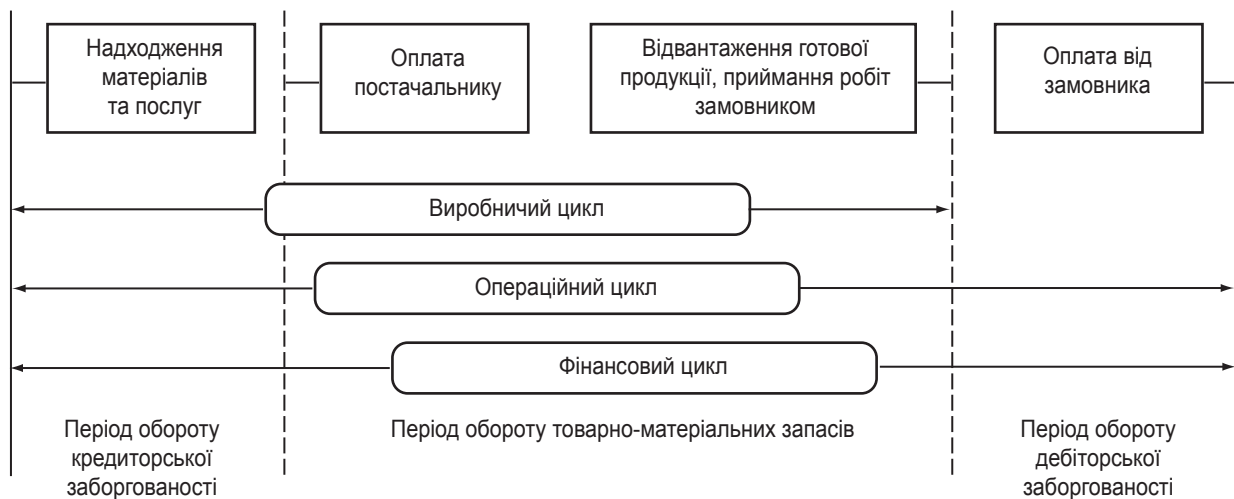 Надходження
матеріалів
та послуг
Оплата
постачальнику
Відвантаження готової
продукції, приймання робіт
замовником
Оплата від
замовника
Виробничий цикл
Операційний цикл
Фінансовий цикл
Період обороту
кредиторської
заборгованості
Період обороту товарно-матеріальних запасів
Період обороту
дебіторської
заборгованості